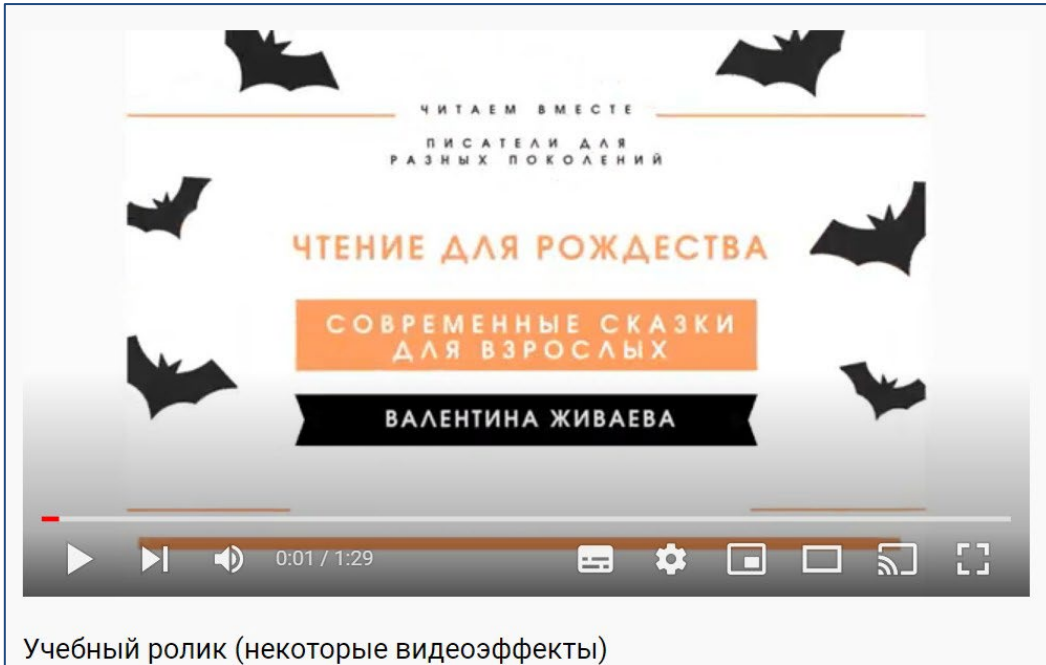 ЧИТАЕМ ВМЕСТЕ
ПИСАТЕЛИ ДЛЯ
РАЗНЫХ ПОКОЛЕНИЙ
ЧТЕНИЕ ДЛЯ РОЖДЕСТВА
СОВРЕМЕННЫЕ СКАЗКИ
ДЛЯ ВЗРОСЛЫХ
ВАЛЕНТИНА ЖИВАЕВА
0:01 / 1:29
Учебный ролик (некоторые видеоэффекты)